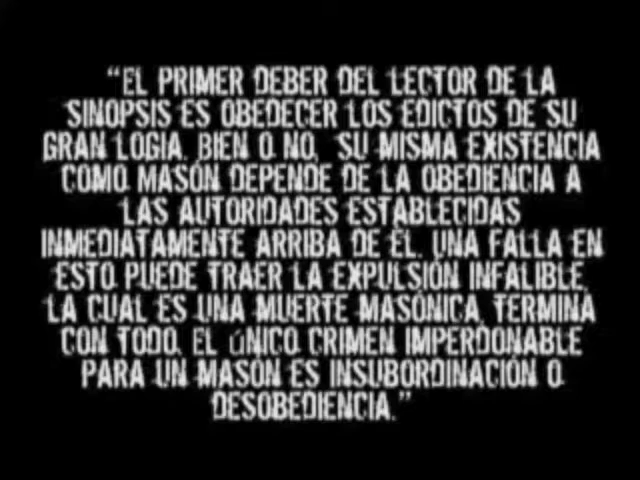 "EL PRIMER DEBER DEL LECTOR DE LA
SINOPSIS ES OBEDECER LOS EDICTOS DE SU
GRAN LOGIA. BIEN O NO, SU MISMA EXISTENCIA
COMO MASÓN DEPENDE DE LA OBEDIENCIA A
LAS AUTORIDADES ESTABLECIDAS
INMEDIATAMENTE ARRIBA DE ÉL. UNA FALLA EN
ESTO PUEDE TRAER LA EXPULSIÓN INFALIBLE,
LA CUAL ES UNA MUERTE MASÓNICA, TERMINA
CON TODO. EL ÚNICO CRIMEN IMPERDONABLE
PARA UN MASÓN ES INSUBORDINACIÓN O
DESOBEDIENCIA."